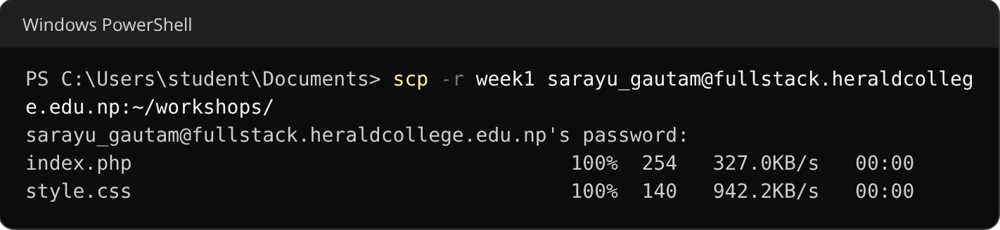 Windows PowerShell
PS C:\Users\student\Documents> scp -r week1 sarayu_gautam@fullstack.heraldcolleg
e.edu.np:~/workshops/
sarayu_gautam@fullstack.heraldcollege.edu.np's password:
index.php 100% 254 327.0KB/s 00:00
style.css 100% 140 942.2KB/s 00:00